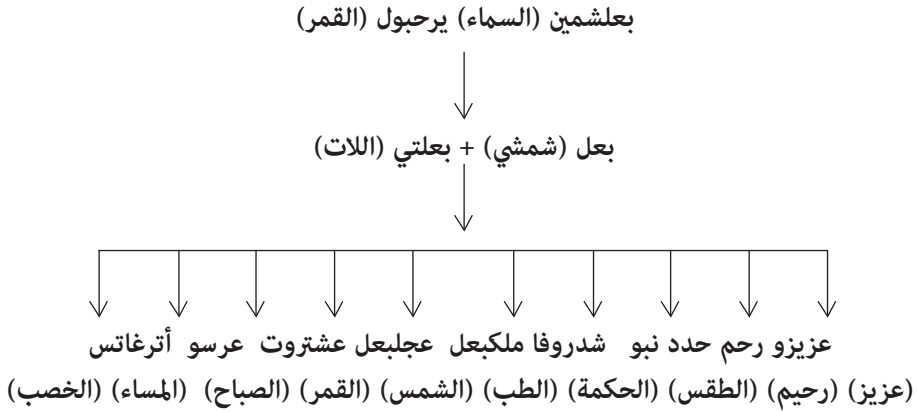 بعلشمين (السماء) يرحبول (القمر)
بعل (شمشي) + بعلتي (اللات)
عزيزو رحم حدد نبو شدروفا ملكبعل عجلبعل عشتروت عرسو أترغاتس
(عزيز) (رحيم) (الطقس) (الحكمة) (الطب) (الشمس) (القمر) (الصباح) (المساء) (الخصب)